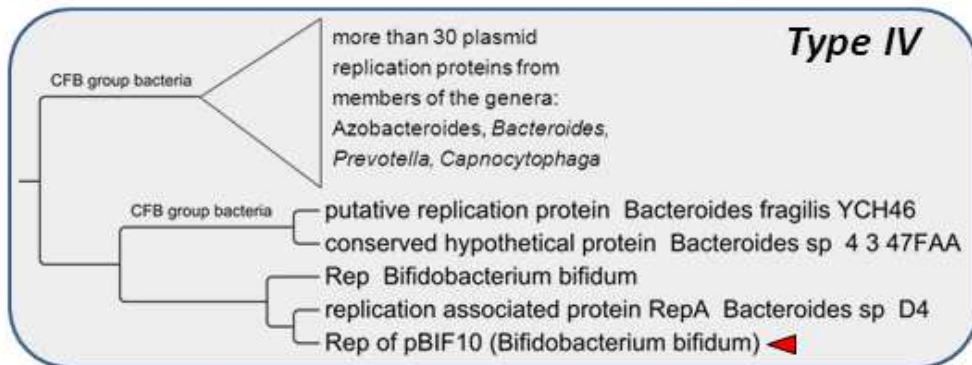 Type IV
CFB group bacteria
more than 30 plasmid
replication proteins from
members of the genera:
Azobacteroides, Bacteroides,
Prevotella, Capnocytophaga
CFB group bacteria
putative replication protein Bacteroides fragilis YCH46
conserved hypothetical protein Bacteroides sp 4 3 47FAA
Rep Bifidobacterium bifidum
replication associated protein RepA Bacteroides sp D4
Rep of pBIF10 (Bifidobacterium bifidum)